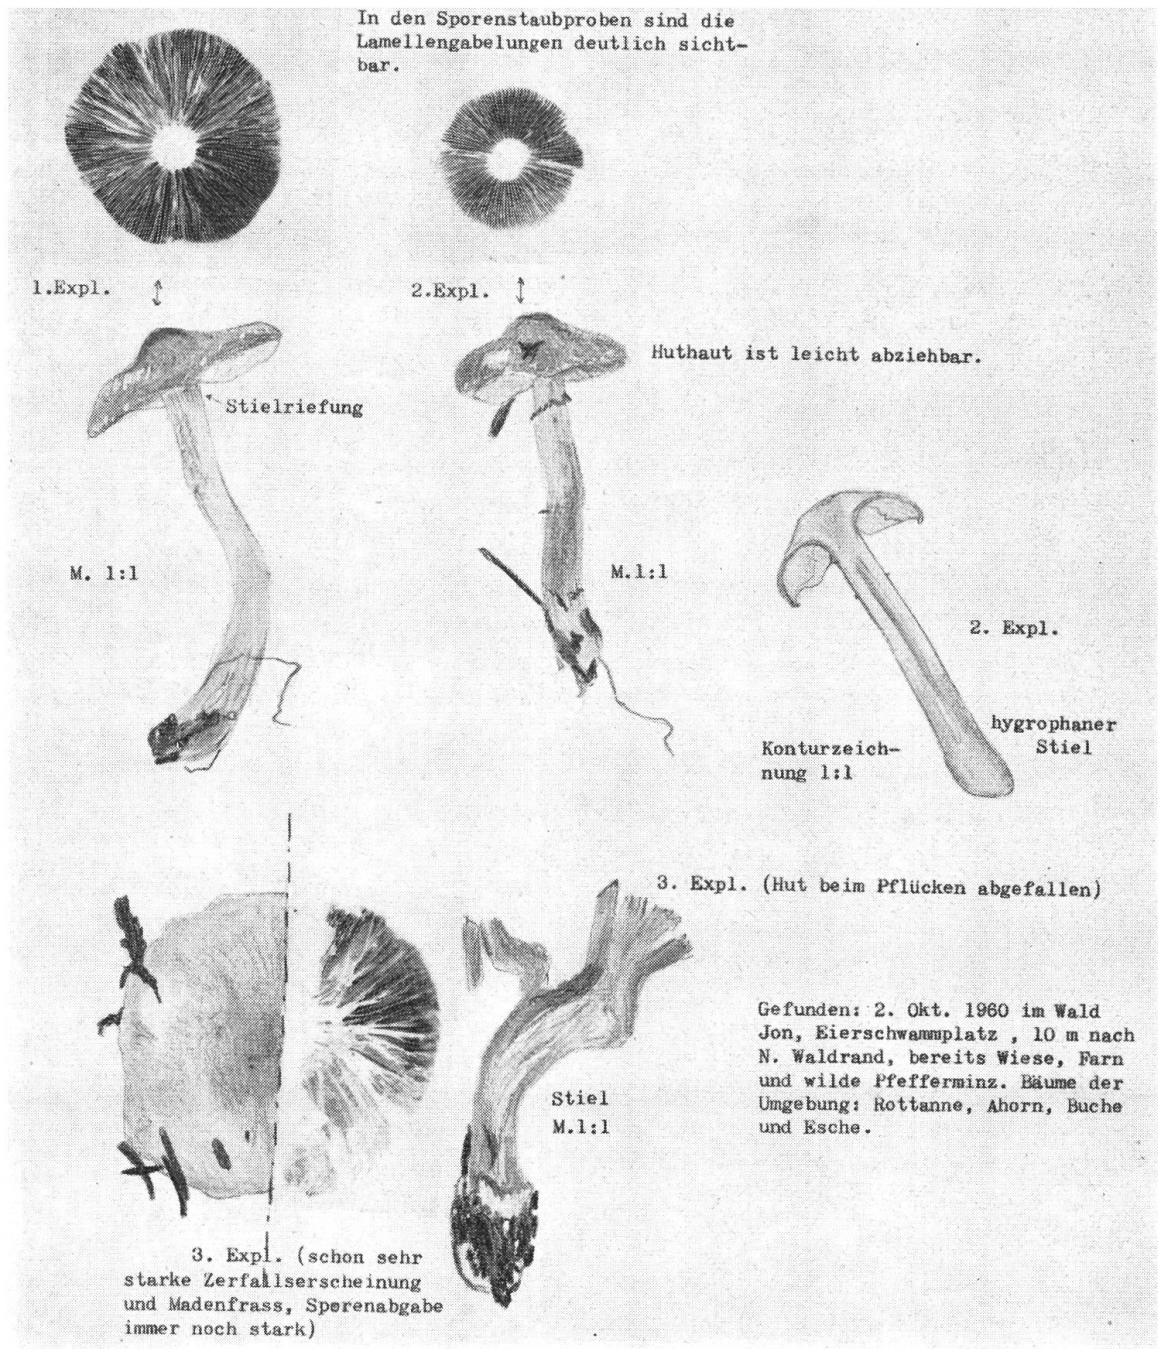 In den Sporenstaubproben sind die
Lamellengabelungen deutlich sicht-
bar.
1.Expl.
2.Expl.
Huthaut ist leicht abziehbar.
Stielriefung
M. 1:1
M.1:1
2. Expl.
hygrophaner
Stiel
Konturzeich-
nung 1:1
3. Expl. (Hut beim Pflücken abgefallen)
Gefunden: 2. Okt. 1960 im Wald
Jon, Eierschwammplatz , 10 m nach
N. Waldrand, bereits Wiese, Farn
und wilde Pfefferminz. Bäume der
Umgebung: Rottanne, Ahorn, Buche
und Esche.
Stiel
M.1:1
3. Expl. (schon sehr
starke Zerfallserscheinung
und Madenfrass, Sporenabgabe
immer noch stark)